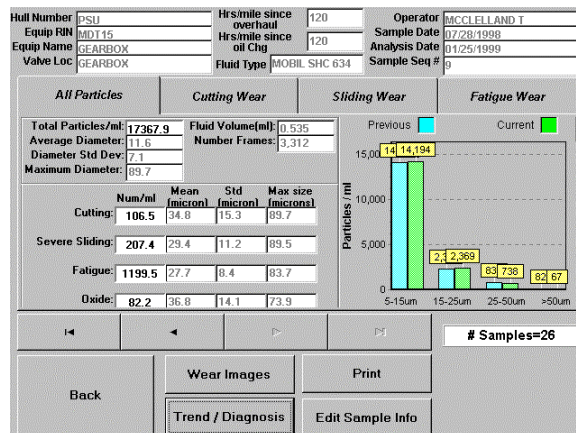 Hull Number PSU Hrs/mile since overhaul 120 Operator MCCLELLAND T
Equip RIN MDT15 Hrs/mile since oil Chg 120 Sample Date 07/28/1998
Equip Name GEARBOX Analysis Date 01/25/1999
Valve Loc GEARBOX Fluid Type MOBIL SHC 634 Sample Seq # 9
All Particles Cutting Wear Sliding Wear Fatigue Wear
Total Particles/ml: 17367.9 Fluid Volume(ml): 0.535
Average Diameter: 11.6 Number Frames: 3,312
Diameter Std Dev: 7.1
Maximum Diameter: 89.7
Num/ml Mean (micron) Std (micron) Max size (microns)
Cutting: 106.5 34.8 15.3 89.7
Severe Sliding: 207.4 29.4 11.2 89.5
Fatigue: 1199.5 27.7 8.4 83.7
Oxide: 82.2 36.8 14.1 73.9
Previous Current
Particles / ml
15,000
10,000
5,000
0
14 14,194
2,3 2,369
83 738
82 67
5-15um 15-25um 25-50um >50um
# Samples=26
Back Wear Images Print
Trend / Diagnosis Edit Sample Info